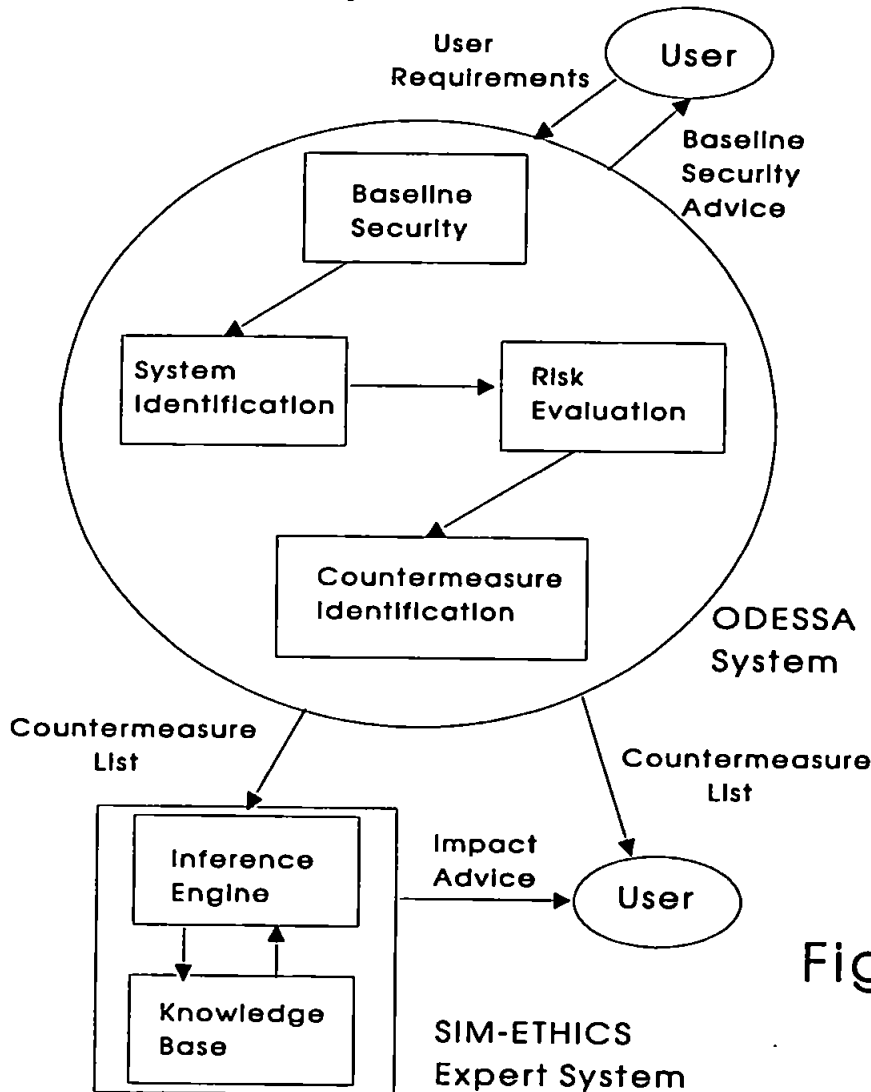 User
Requirements
User
Baseline
Security
Advice
Baseline
Security
System
Identification
Risk
Evaluation
Countermeasure
Identification
ODESSA
System
Countermeasure
List
Countermeasure
List
Inference
Engine
Impact
Advice
User
Knowledge
Base
SIM-ETHICS
Expert System
Fig